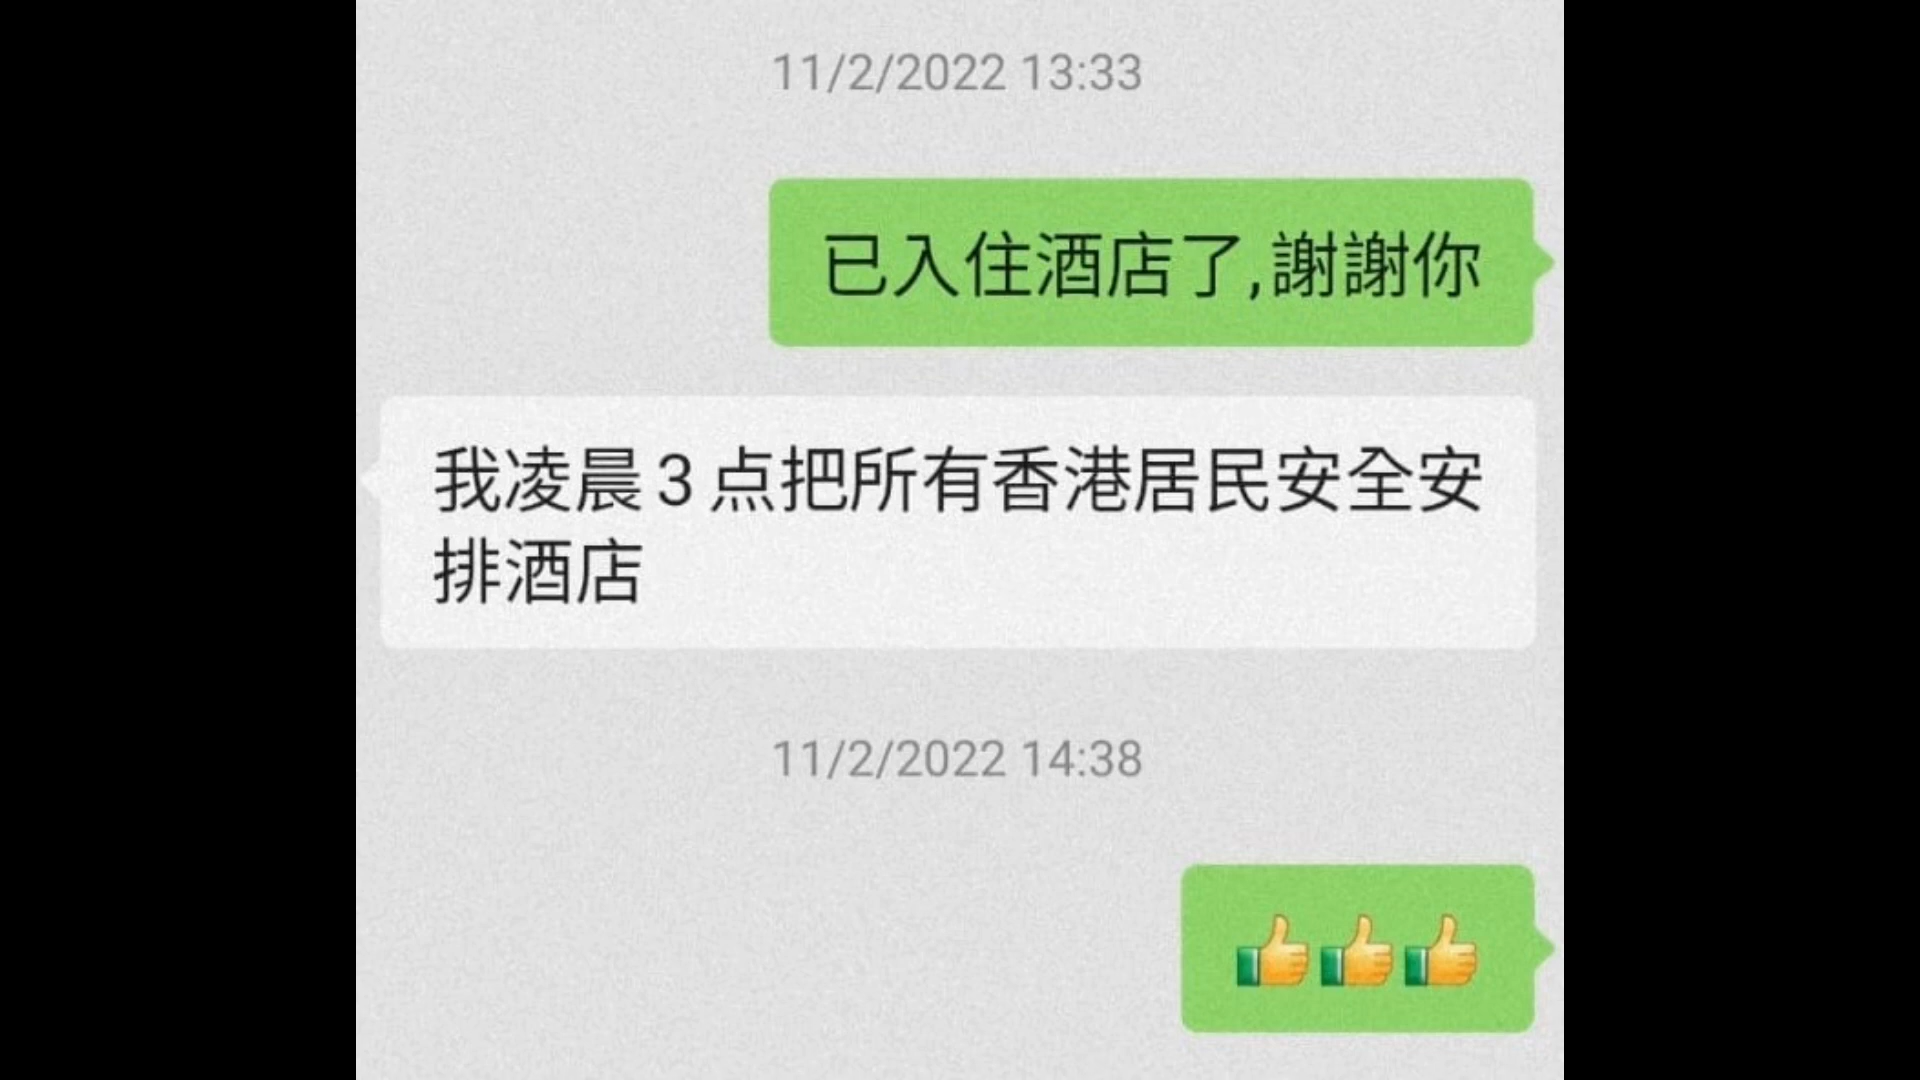 11/2/2022 13:33
已入住酒店了,謝謝你
我凌晨3点把所有香港居民安全安
排酒店
11/2/2022 14:38
👍👍👍